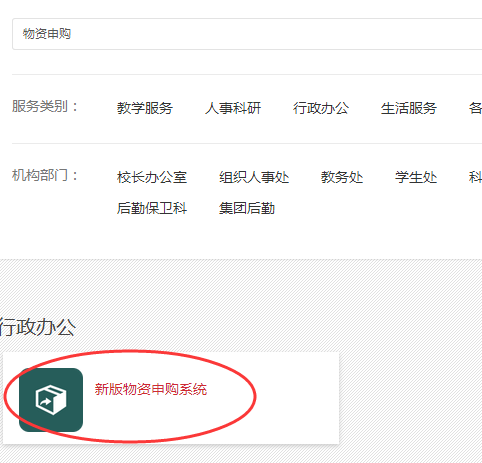 物资申购
服务类别： 教学服务 人事科研 行政办公 生活服务 各
机构部门： 校长办公室 组织人事处 教务处 学生处 科
后勤保卫科 集团后勤
行政办公
新版物资申购系统